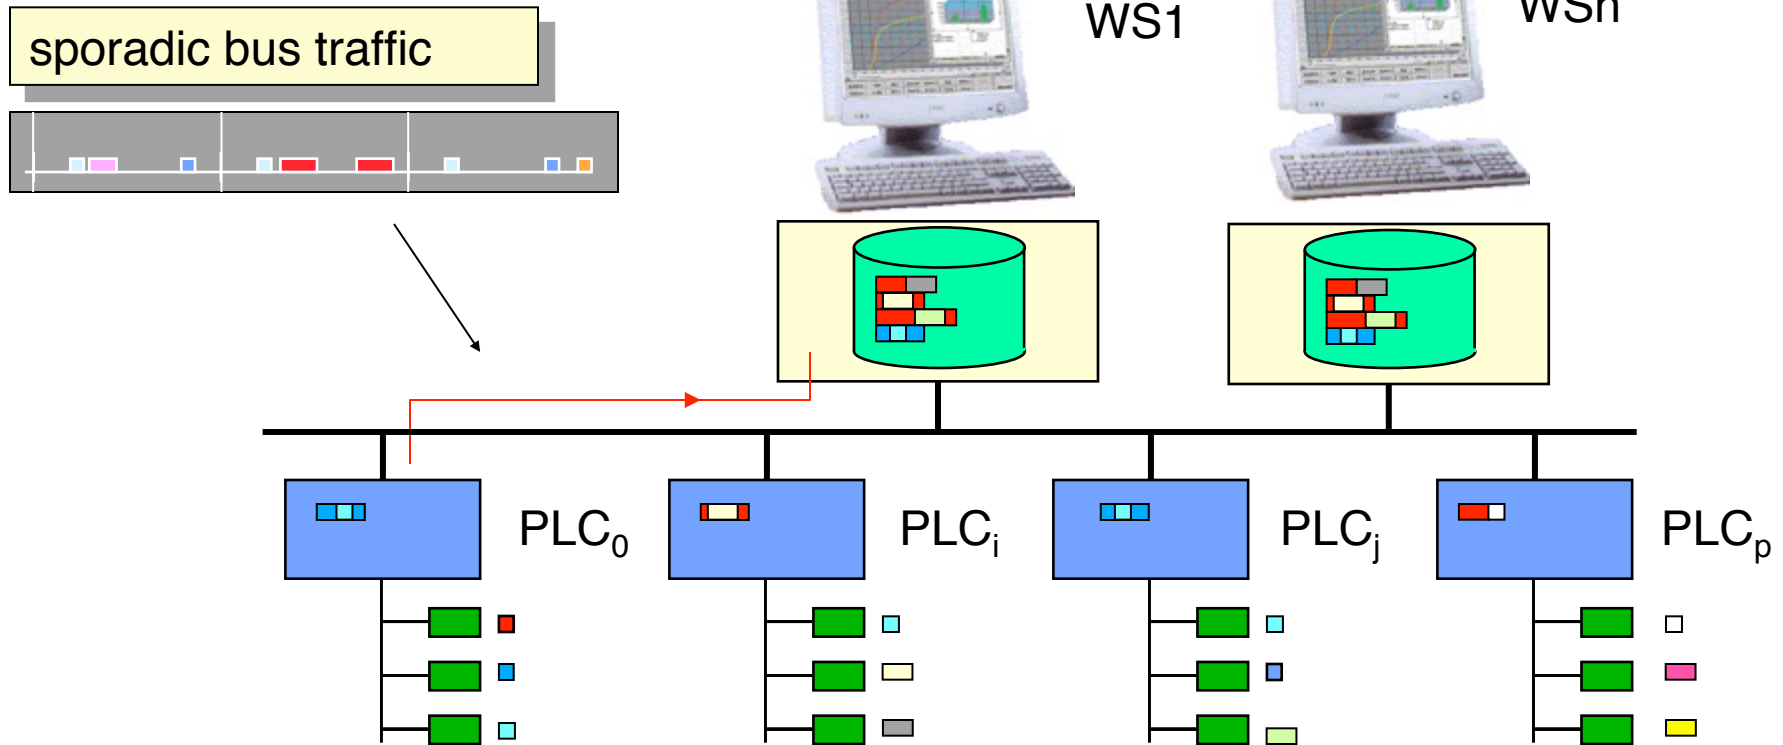 WS1
WSn
sporadic bus traffic
PLC₀
PLCᵢ
PLCⱼ
PLCₚ